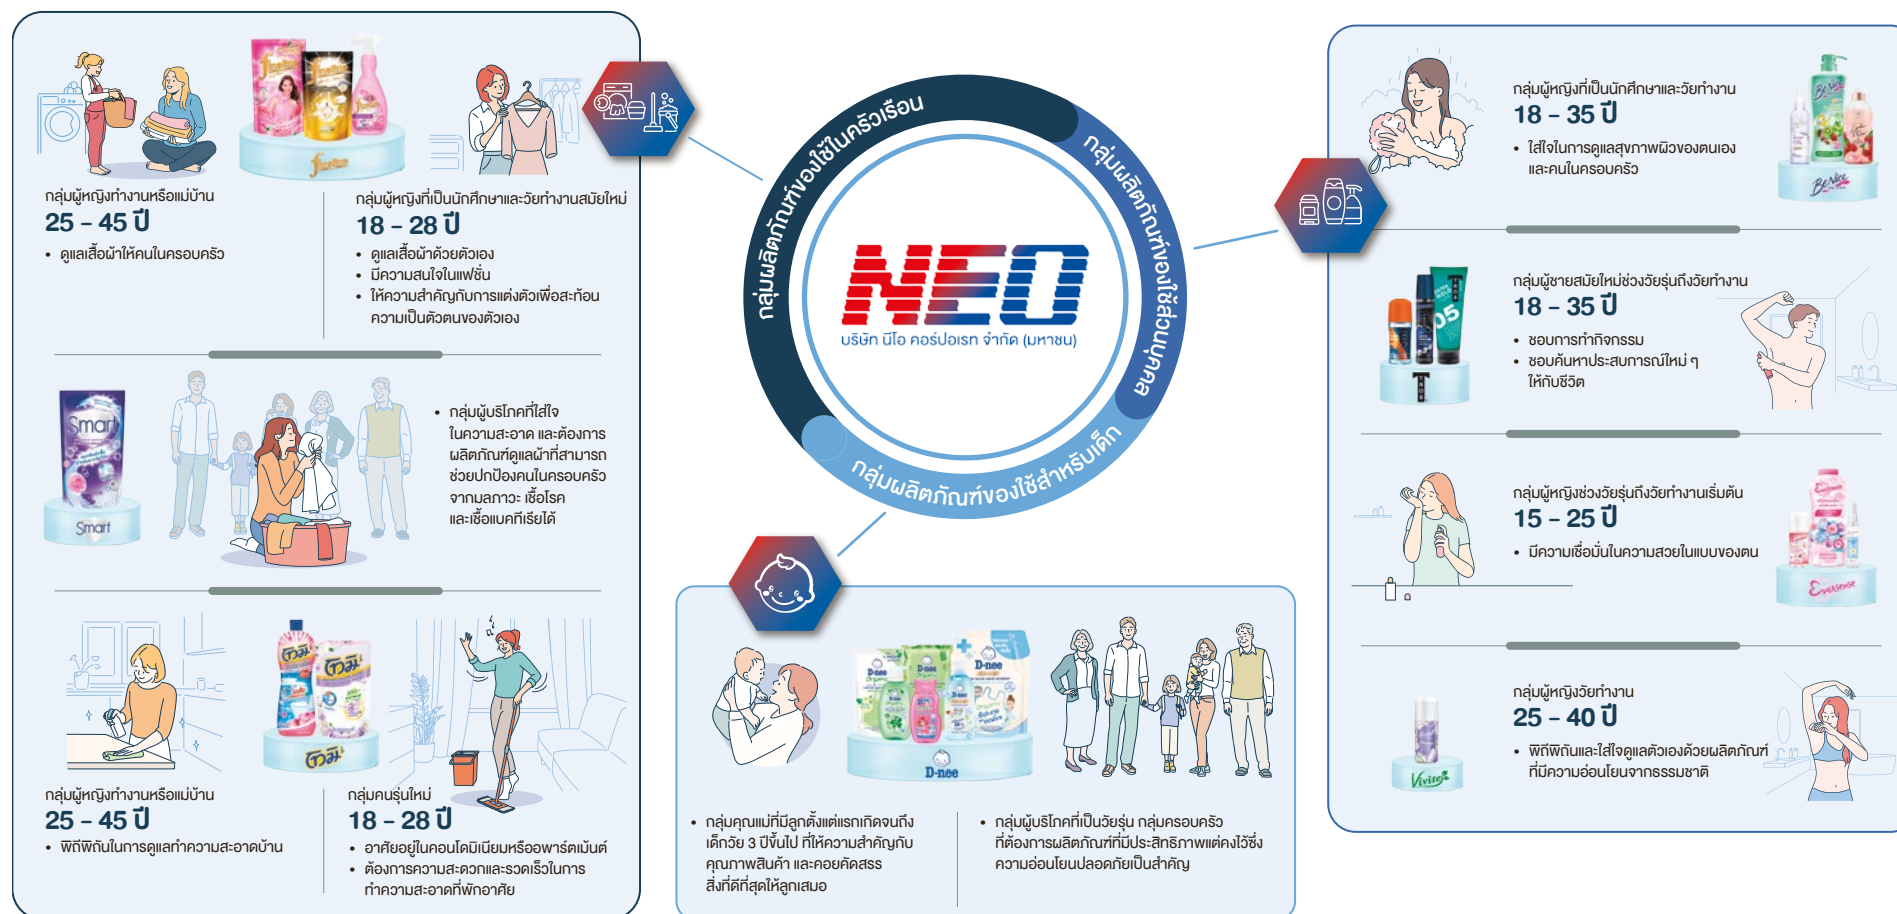 fineline
กลุ่มผู้หญิงทำงานหรือแม่บ้าน
25 - 45 ปี
• ดูแลเสื้อผ้าให้คนในครอบครัว
กลุ่มผู้หญิงที่เป็นนักศึกษาและวัยทำงานสมัยใหม่
18 - 28 ปี
• ดูแลเสื้อผ้าด้วยตัวเอง
• มีความสนใจในแฟชั่น
• ให้ความสำคัญกับการแต่งตัวเพื่อสะท้อน
ความเป็นตัวตนของตัวเอง
Smart
Smart
• กลุ่มผู้บริโภคที่ใส่ใจ
ในความสะอาด และต้องการ
ผลิตภัณฑ์ดูแลผ้าที่สามารถ
ช่วยปกป้องคนในครอบครัว
จากมลภาวะ เชื้อโรค
และเชื้อแบคทีเรียได้
โทมิ
โทมิ
โทมิ
กลุ่มผู้หญิงทำงานหรือแม่บ้าน
25 - 45 ปี
• พิถีพิถันในการดูแลทำความสะอาดบ้าน
กลุ่มคนรุ่นใหม่
18 - 28 ปี
• อาศัยอยู่ในคอนโดมิเนียมหรืออพาร์ตเม้นต์
• ต้องการความสะดวกและรวดเร็วในการ
ทำความสะอาดที่พักอาศัย
กลุ่มผลิตภัณฑ์ของใช้ในครัวเรือน
กลุ่มผลิตภัณฑ์ของใช้ส่วนบุคคล
กลุ่มผลิตภัณฑ์ของใช้สำหรับเด็ก
NEO
บริษัท นีโอ คอร์ปอเรท จำกัด (มหาชน)
D-nee
D-nee
D-nee
D-nee
• กลุ่มคุณแม่ที่มีลูกตั้งแต่แรกเกิดจนถึง
เด็กวัย 3 ปีขึ้นไป ที่ให้ความสำคัญกับ
คุณภาพสินค้า และคอยคัดสรร
สิ่งที่ดีที่สุดให้ลูกเสมอ
• กลุ่มผู้บริโภคที่เป็นวัยรุ่น กลุ่มครอบครัว
ที่ต้องการผลิตภัณฑ์ที่มีประสิทธิภาพแต่คงไว้ซึ่ง
ความอ่อนโยนปลอดภัยเป็นสำคัญ
กลุ่มผู้หญิงที่เป็นนักศึกษาและวัยทำงาน
18 - 35 ปี
• ใส่ใจในการดูแลสุขภาพผิวของตนเอง
และคนในครอบครัว
BeNice
BeNice
กลุ่มผู้ชายสมัยใหม่ช่วงวัยรุ่นถึงวัยทำงาน
18 - 35 ปี
• ชอบการทำกิจกรรม
• ชอบค้นหาประสบการณ์ใหม่ ๆ
ให้กับชีวิต
TROS
05
TROS
กลุ่มผู้หญิงช่วงวัยรุ่นถึงวัยทำงานเริ่มต้น
15 - 25 ปี
• มีความเชื่อมั่นในความสวยในแบบของตน
Eversense
Eversense
กลุ่มผู้หญิงวัยทำงาน
25 - 40 ปี
• พิถีพิถันและใส่ใจดูแลตัวเองด้วยผลิตภัณฑ์
ที่มีความอ่อนโยนจากธรรมชาติ
Vivite